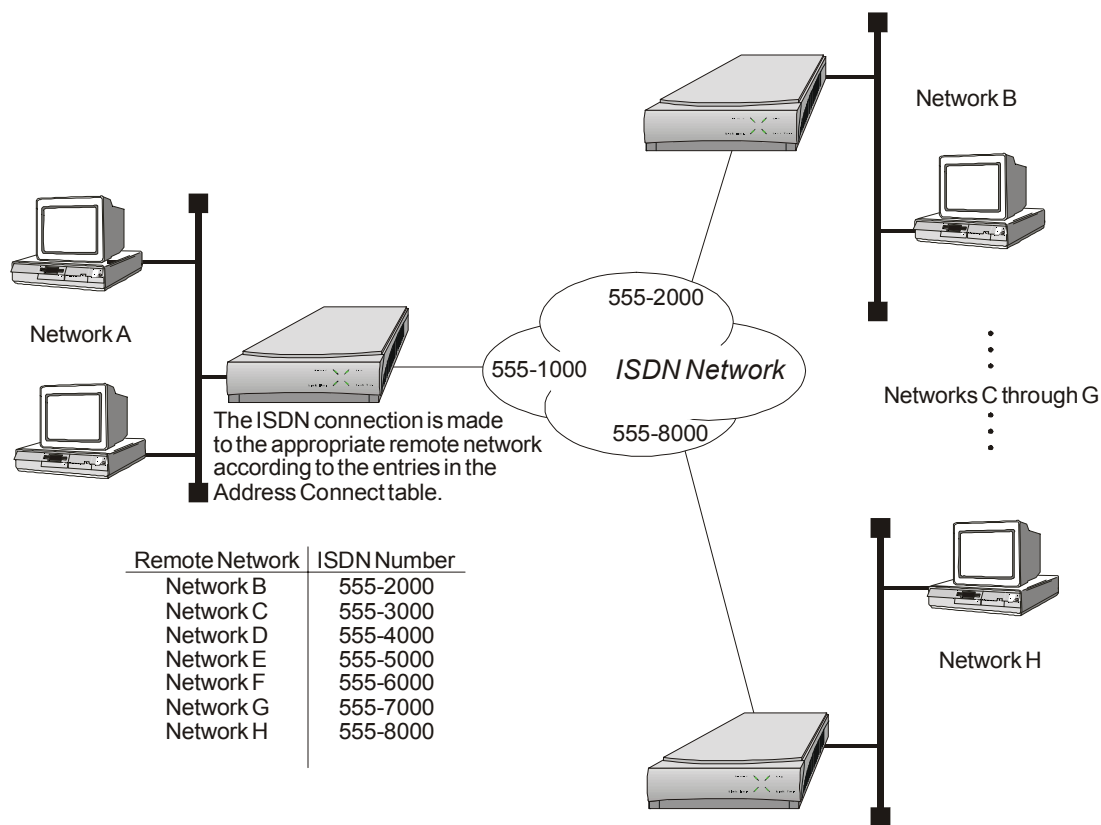 Network B
Network A
555-2000
555-1000
ISDN Network
555-8000
Networks C through G
The ISDN connection is made
to the appropriate remote network
according to the entries in the
Address Connect table.
Remote Network ISDN Number
Network B 555-2000
Network C 555-3000
Network D 555-4000
Network E 555-5000
Network F 555-6000
Network G 555-7000
Network H 555-8000
Network H